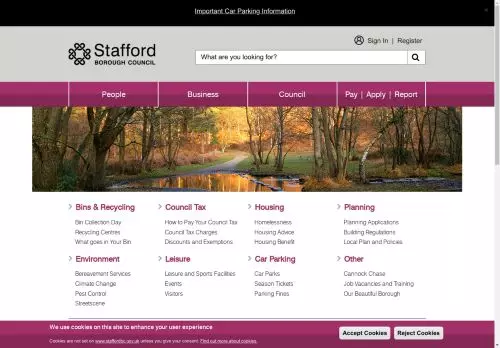 Important Car Parking Information
×
Sign In | Register
Stafford
BOROUGH COUNCIL
What are you looking for?
People
Business
Council
Pay | Apply | Report
Bins & Recycling
Bin Collection Day
Recycling Centres
What goes in Your Bin
Council Tax
How to Pay Your Council Tax
Council Tax Charges
Discounts and Exemptions
Housing
Homelessness
Housing Advice
Housing Benefit
Planning
Planning Applications
Building Regulations
Local Plan and Policies
Environment
Bereavement Services
Climate Change
Pest Control
Streetscene
Leisure
Leisure and Sports Facilities
Events
Visitors
Car Parking
Car Parks
Season Tickets
Parking Fines
Other
Cannock Chase
Job Vacancies and Training
Our Beautiful Borough
We use cookies on this site to enhance your user experience
Cookies are not set on www.staffordbc.gov.uk unless you give your consent. Find out more about cookies.
Accept Cookies
Reject Cookies